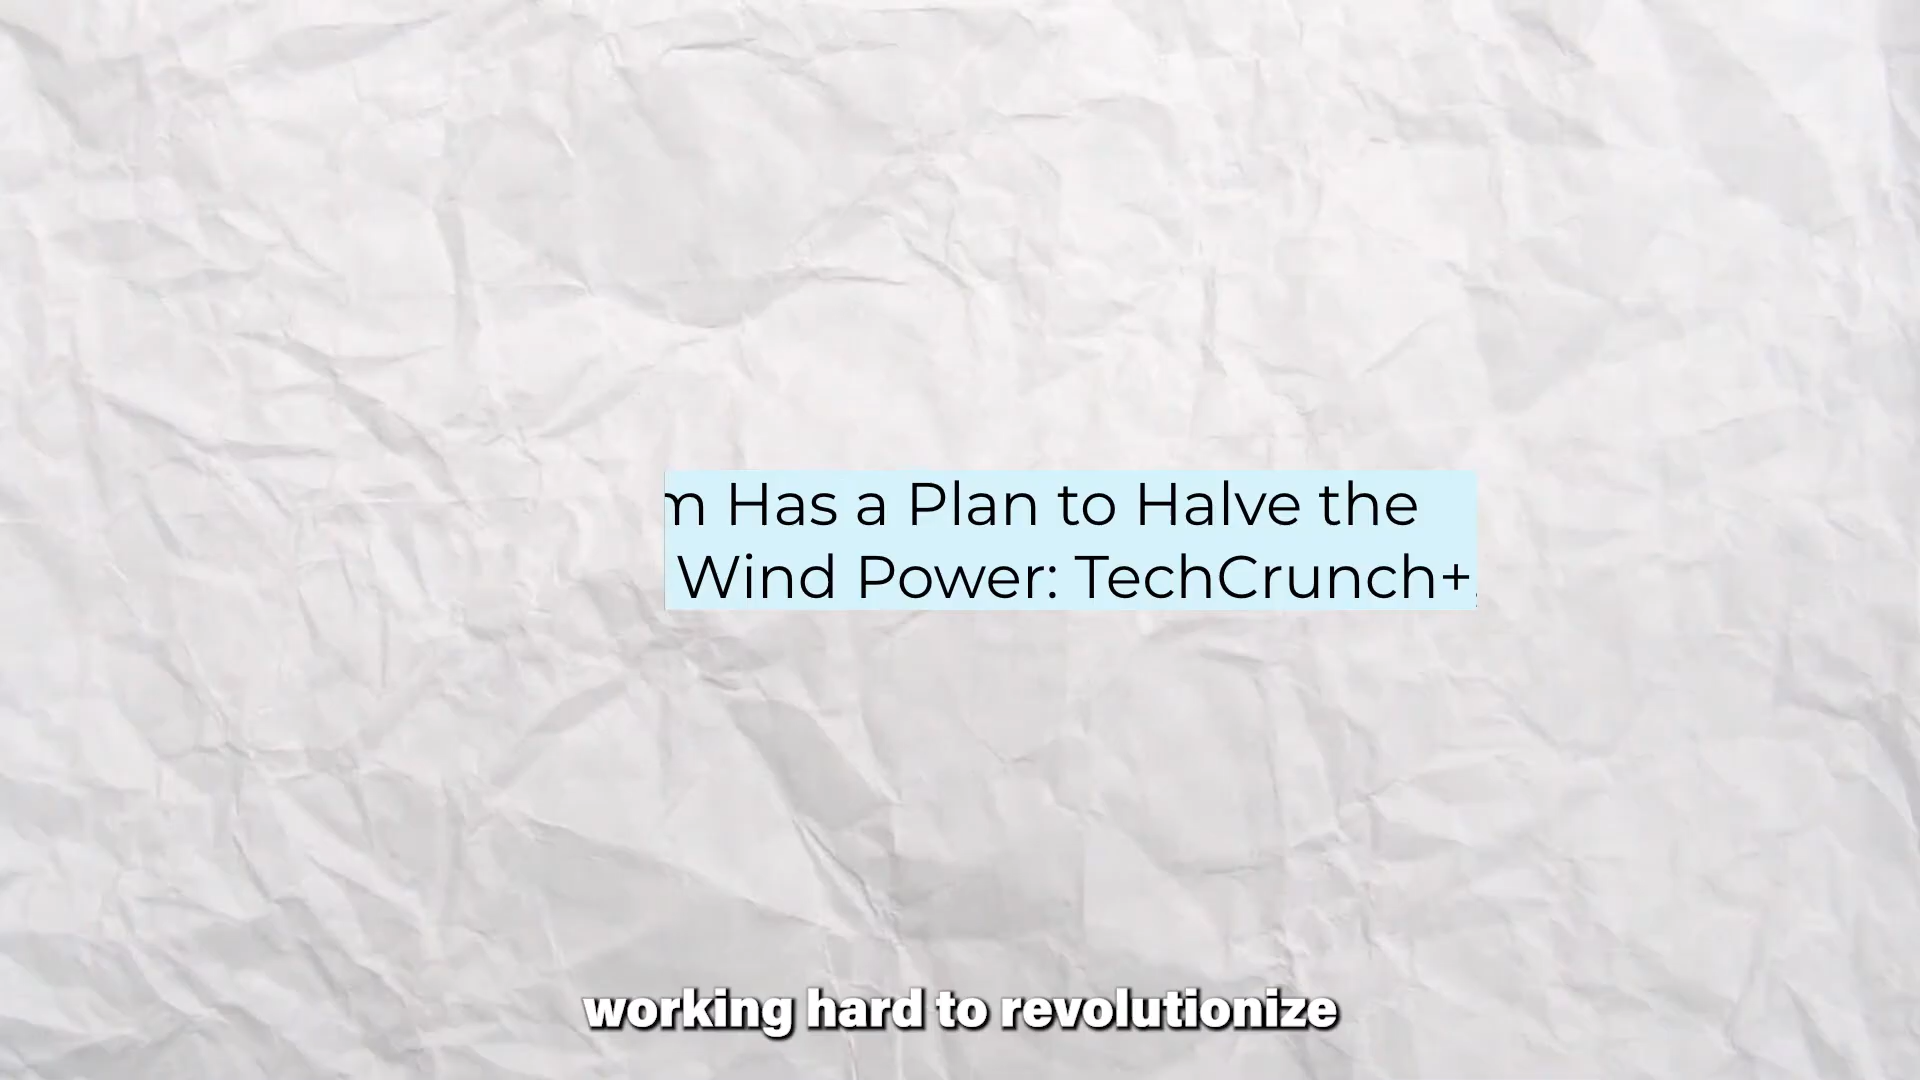 m Has a Plan to Halve the
Wind Power: TechCrunch+
working hard to revolutionize